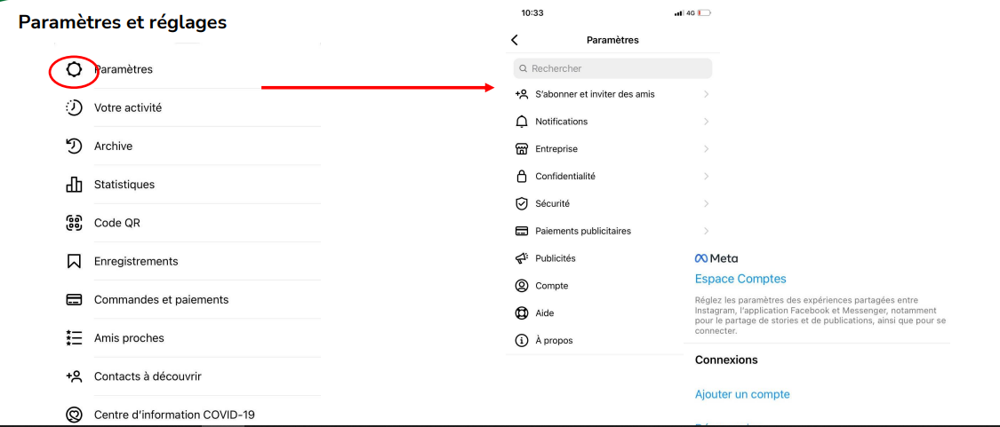 Paramètres et réglages
Paramètres
Votre activité
Archive
Statistiques
Code QR
Enregistrements
Commandes et paiements
Amis proches
Contacts à découvrir
Centre d'information COVID-19
10:33
4G
Paramètres
Rechercher
S'abonner et inviter des amis
Notifications
Entreprise
Confidentialité
Sécurité
Paiements publicitaires
Publicités
Compte
Aide
À propos
Meta
Espace Comptes
Réglez les paramètres des expériences partagées entre
Instagram, l'application Facebook et Messenger, notamment
pour le partage de stories et de publications, ainsi que pour se
connecter.
Connexions
Ajouter un compte